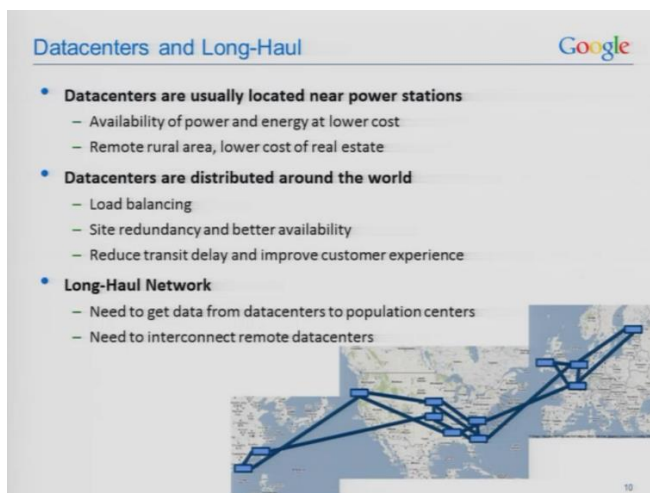 Datacenters and Long-Haul
Google
• Datacenters are usually located near power stations
– Availability of power and energy at lower cost
– Remote rural area, lower cost of real estate
• Datacenters are distributed around the world
– Load balancing
– Site redundancy and better availability
– Reduce transit delay and improve customer experience
• Long-Haul Network
– Need to get data from datacenters to population centers
– Need to interconnect remote datacenters
10